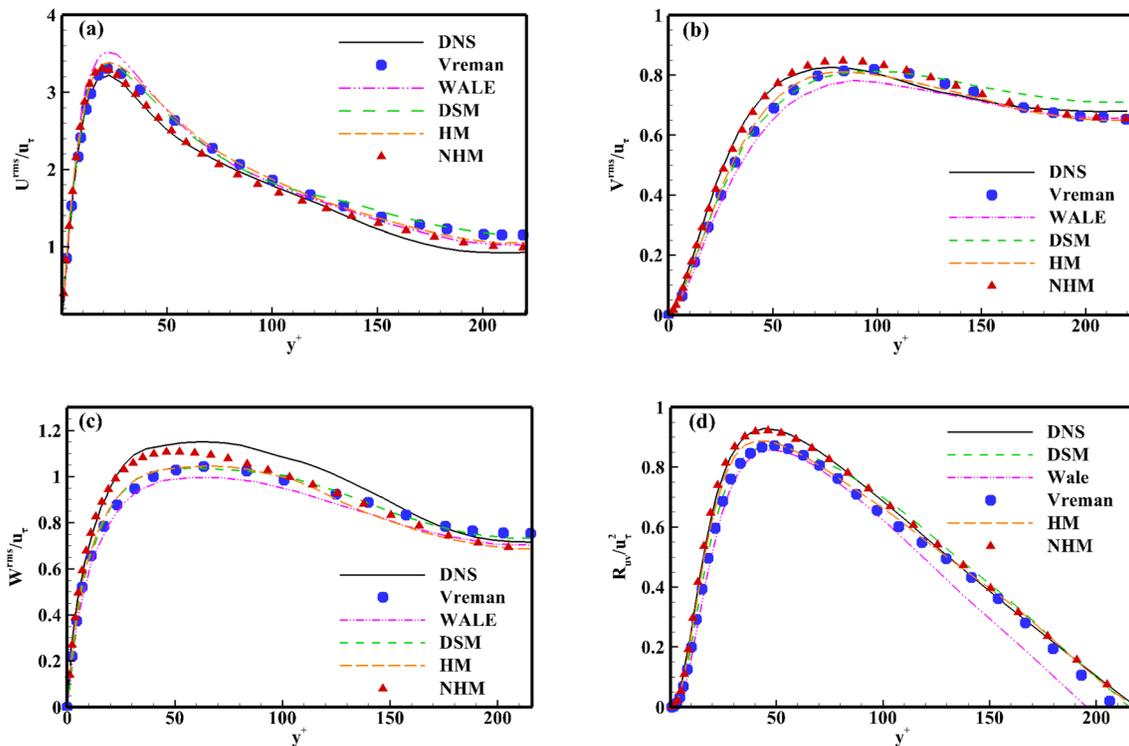 (a)
4
3
2
1
U^rms/u_τ
50
100
150
200
y^+
DNS
Vreman
WALE
DSM
HM
NHM
(b)
1
0.8
0.6
0.4
0.2
0
V^rms/u_τ
0
50
100
150
200
y^+
DNS
Vreman
WALE
DSM
HM
NHM
(c)
1.2
1
0.8
0.6
0.4
0.2
0
W^rms/u_τ
0
50
100
150
200
y^+
DNS
Vreman
WALE
DSM
HM
NHM
(d)
1
0.8
0.6
0.4
0.2
0
R_uv/u_τ^2
0
50
100
150
200
y^+
DNS
DSM
Wale
Vreman
HM
NHM